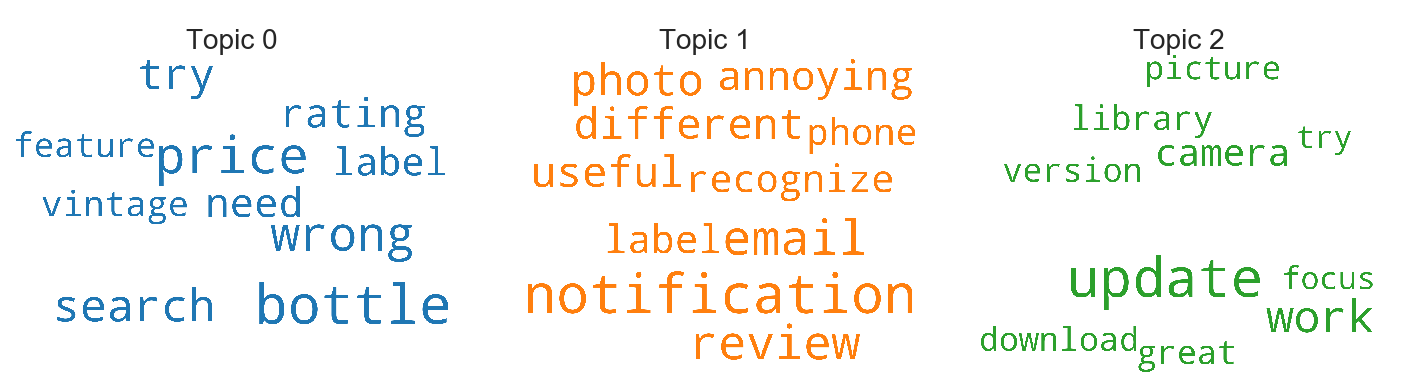 Topic 0
try
rating
feature
price
label
vintage
need
wrong
search
bottle
Topic 1
photo
annoying
different
phone
useful
recognize
label
email
notification
review
Topic 2
picture
library
try
camera
version
update
focus
work
download
great